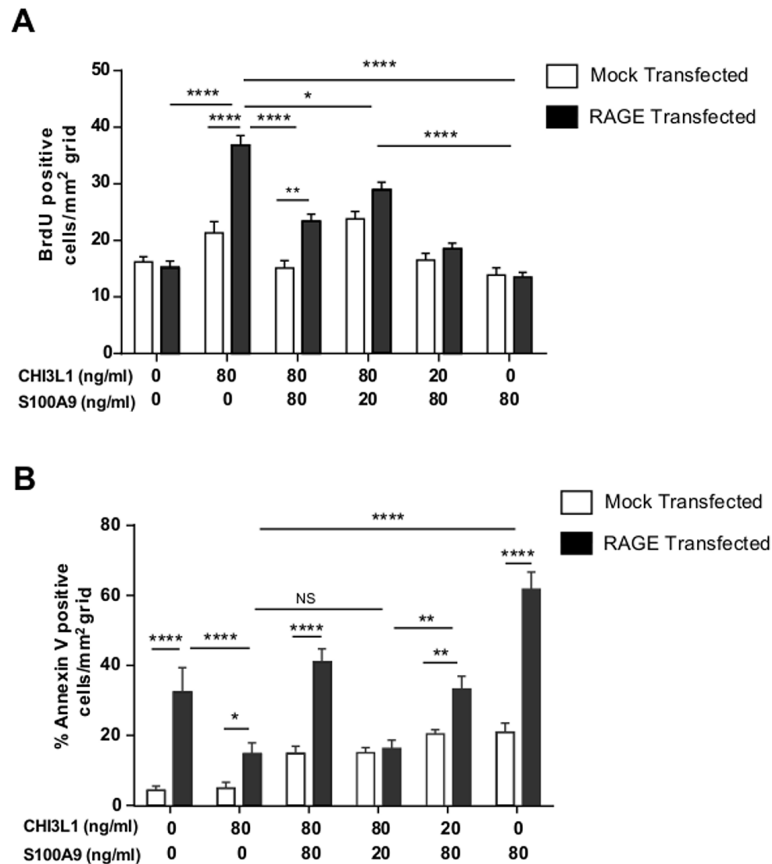 A
Mock Transfected
RAGE Transfected
BrdU positive
cells/mm² grid
50
40
30
20
10
0
****
*
****
****
****
****
**
CHI3L1 (ng/ml) 0 80 80 80 20 0
S100A9 (ng/ml) 0 0 80 20 80 80
B
Mock Transfected
RAGE Transfected
% Annexin V positive
cells/mm² grid
80
60
40
20
0
****
****
NS
****
**
****
****
**
*
CHI3L1 (ng/ml) 0 80 80 80 20 0
S100A9 (ng/ml) 0 0 80 20 80 80